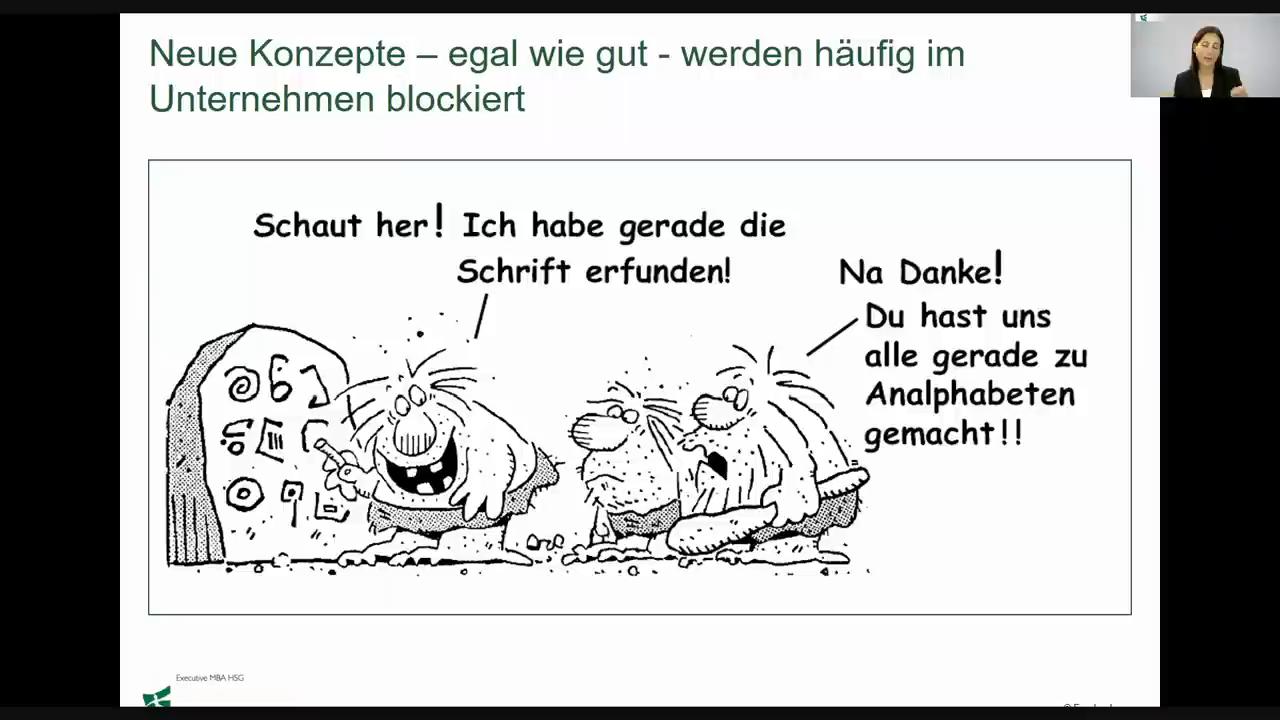 Neue Konzepte – egal wie gut - werden häufig im
Unternehmen blockiert
Schaut her! Ich habe gerade die
Schrift erfunden!
Na Danke!
Du hast uns
alle gerade zu
Analphabeten
gemacht!!
Executive MBA HSG